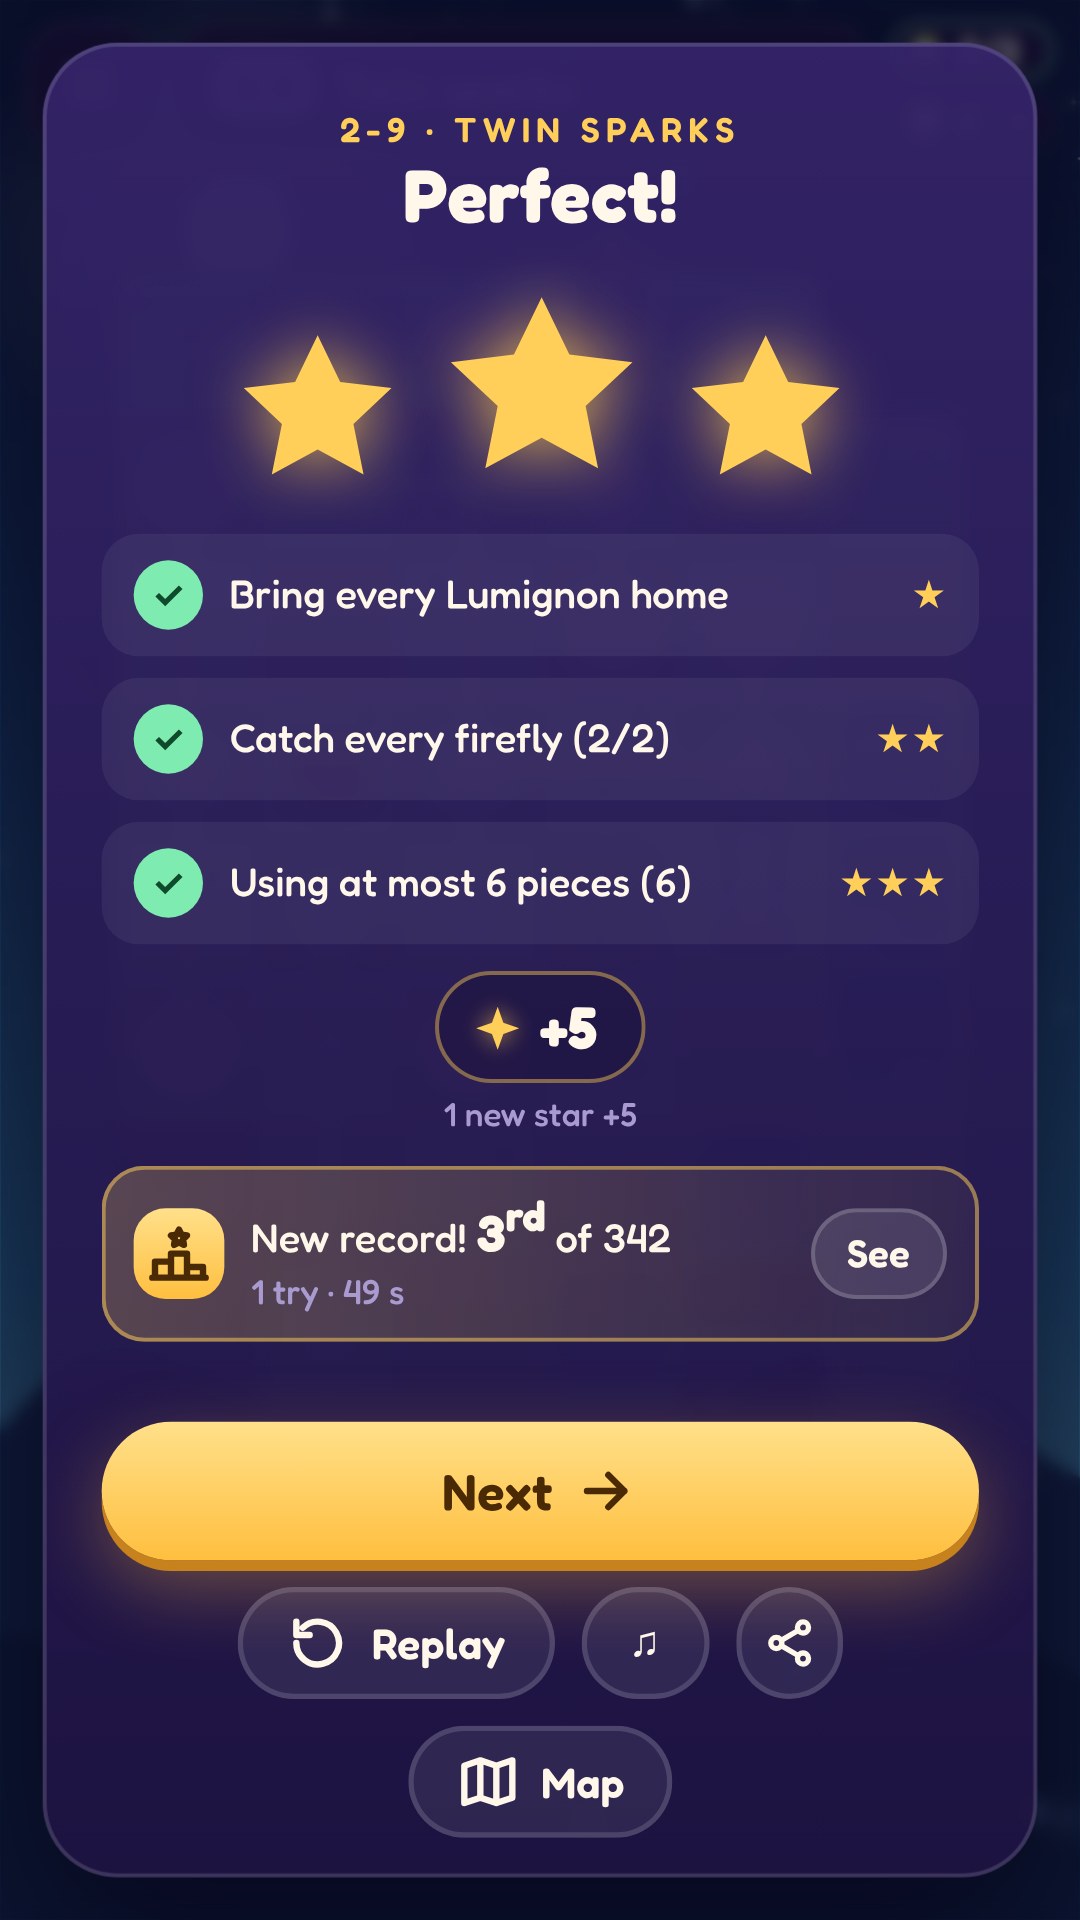 2-9 · TWIN SPARKS
Perfect!
Bring every Lumignon home ★
Catch every firefly (2/2) ★★
Using at most 6 pieces (6) ★★★
+5
1 new star +5
New record! 3rd of 342
1 try · 49 s
See
Next →
Replay
♫
Map